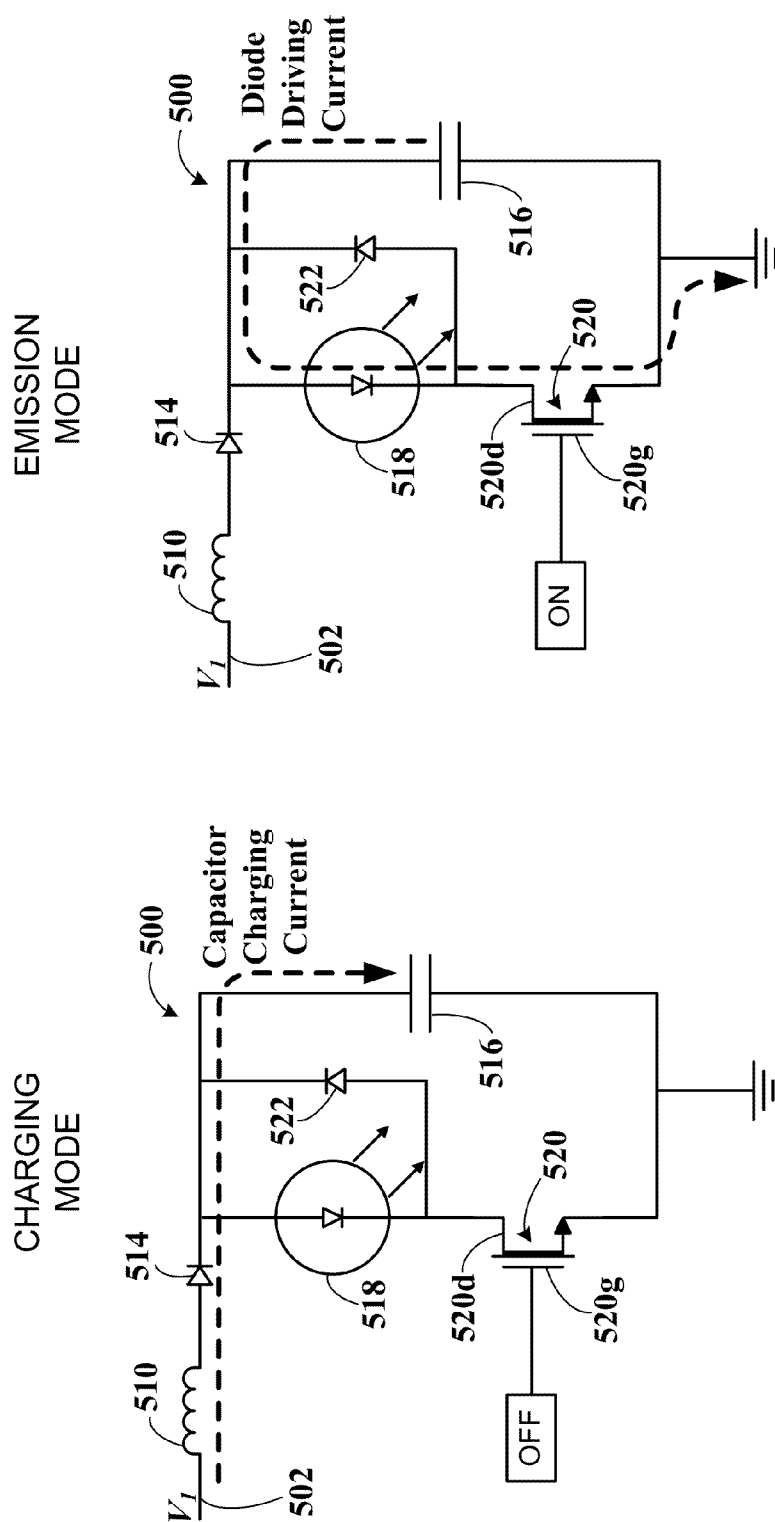 CHARGING
MODE
500
V1
502
510
514
Capacitor
Charging
Current
522
518
516
520d
520
520g
OFF
EMISSION
MODE
500
V1
502
510
514
Diode
Driving
Current
522
518
516
520d
520
520g
ON